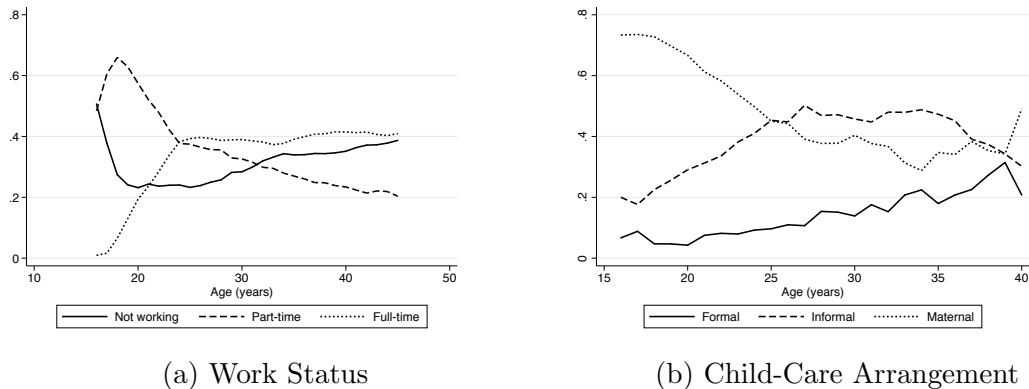 .8
.6
.4
.2
0
10 20 30 40 50
Age (years)
Not working Part-time Full-time
(a) Work Status
.8
.6
.4
.2
0
15 20 25 30 35 40
Age (years)
Formal Informal Maternal
(b) Child-Care Arrangement